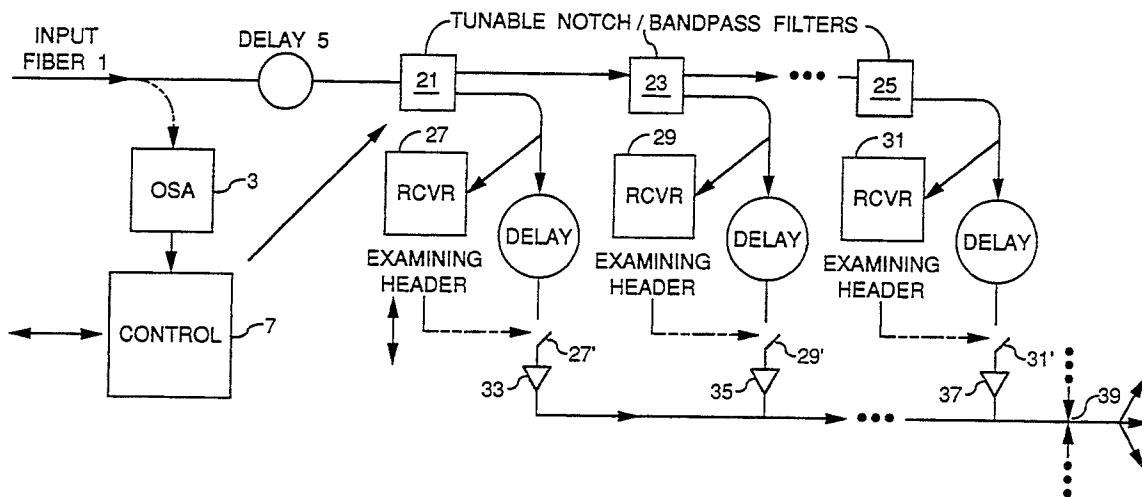 TUNABLE NOTCH / BANDPASS FILTERS
INPUT
FIBER 1
DELAY 5
21
23
25
27
29
31
OSA
3
RCVR
RCVR
RCVR
DELAY
DELAY
DELAY
EXAMINING
HEADER
EXAMINING
HEADER
EXAMINING
HEADER
CONTROL
7
27'
29'
31'
33
35
37
39